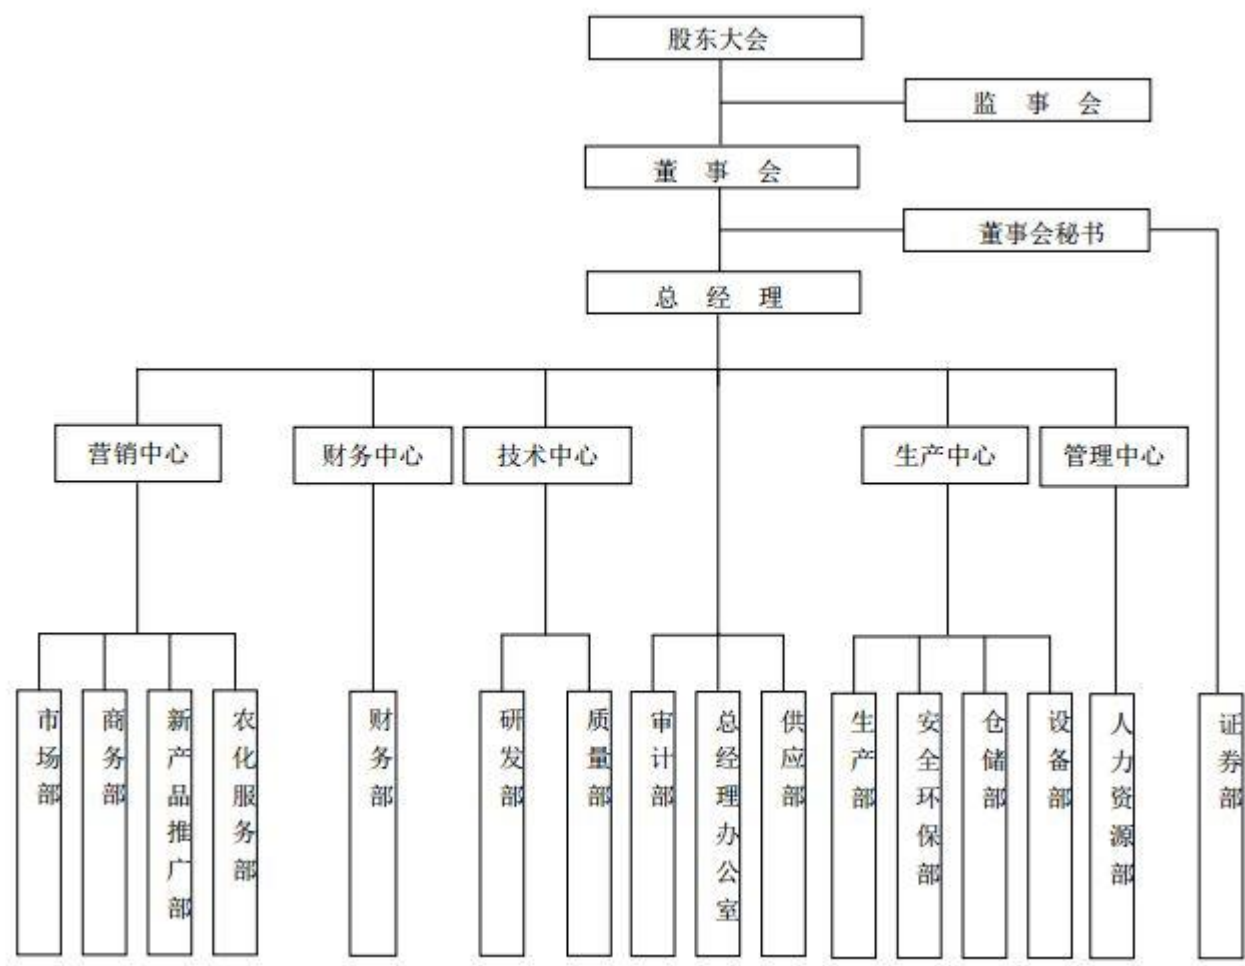 股东大会
监 事 会
董 事 会
董事会秘书
总 经 理
营销中心
财务中心
技术中心
生产中心
管理中心
市场部
商务部
新产品推广部
农化服务部
财务部
研发部
质量部
审计部
总经理办公室
供应部
生产部
安全环保部
仓储部
设备部
人力资源部
证券部